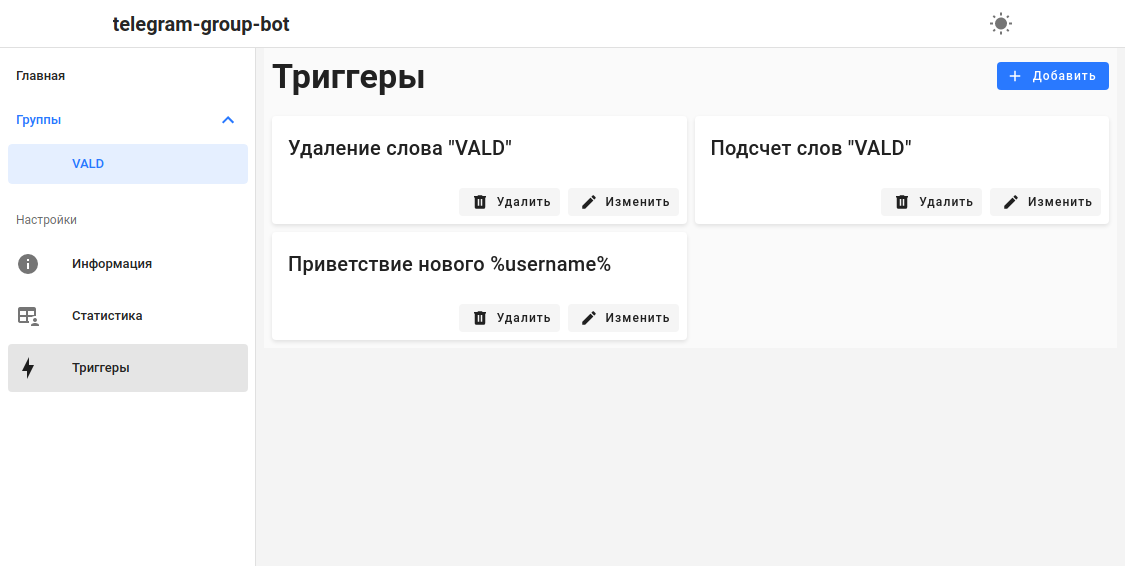 telegram-group-bot
Главная
Группы
VALD
Настройки
Информация
Статистика
Триггеры
Триггеры
Добавить
Удаление слова "VALD"
Удалить
Изменить
Подсчет слов "VALD"
Удалить
Изменить
Приветствие нового %username%
Удалить
Изменить